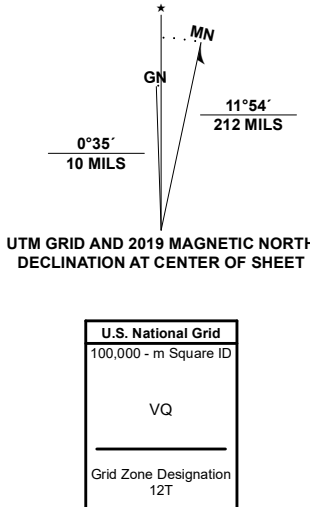 ★
MN
GN
11°54´
212 MILS
0°35´
10 MILS
UTM GRID AND 2019 MAGNETIC NORTH
DECLINATION AT CENTER OF SHEET
U.S. National Grid
100,000 - m Square ID
VQ
Grid Zone Designation
12T